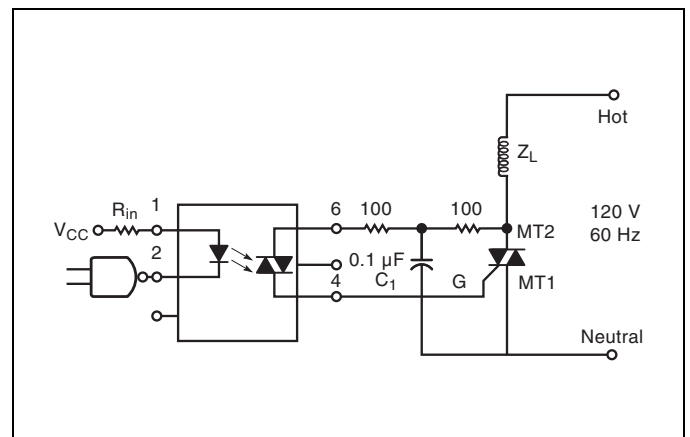 Hot
ZL
Rin
1
6
100
100
VCC
MT2
120 V
60 Hz
2
0.1 µF
C1
4
G
MT1
Neutral